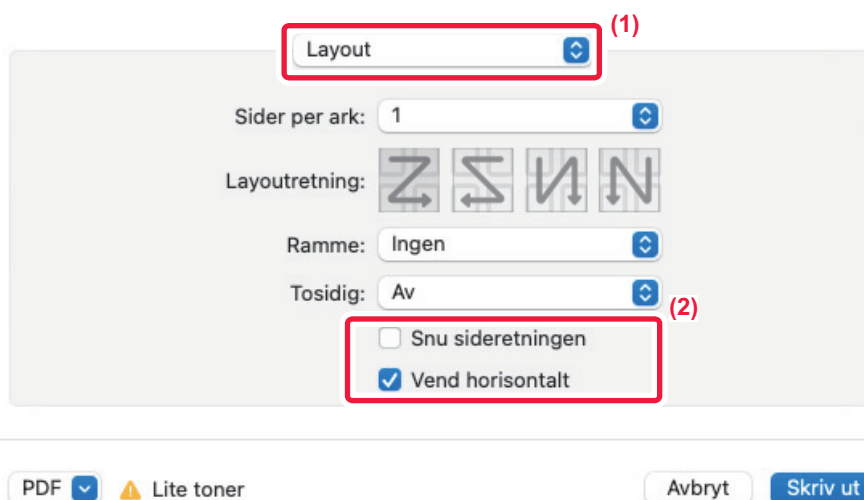 (1)
Layout
Sider per ark: 1
Layoutretning:
Ramme: Ingen
Tosidig: Av
(2)
Snu sideretningen
Vend horisontalt
PDF Lite toner Avbryt Skriv ut